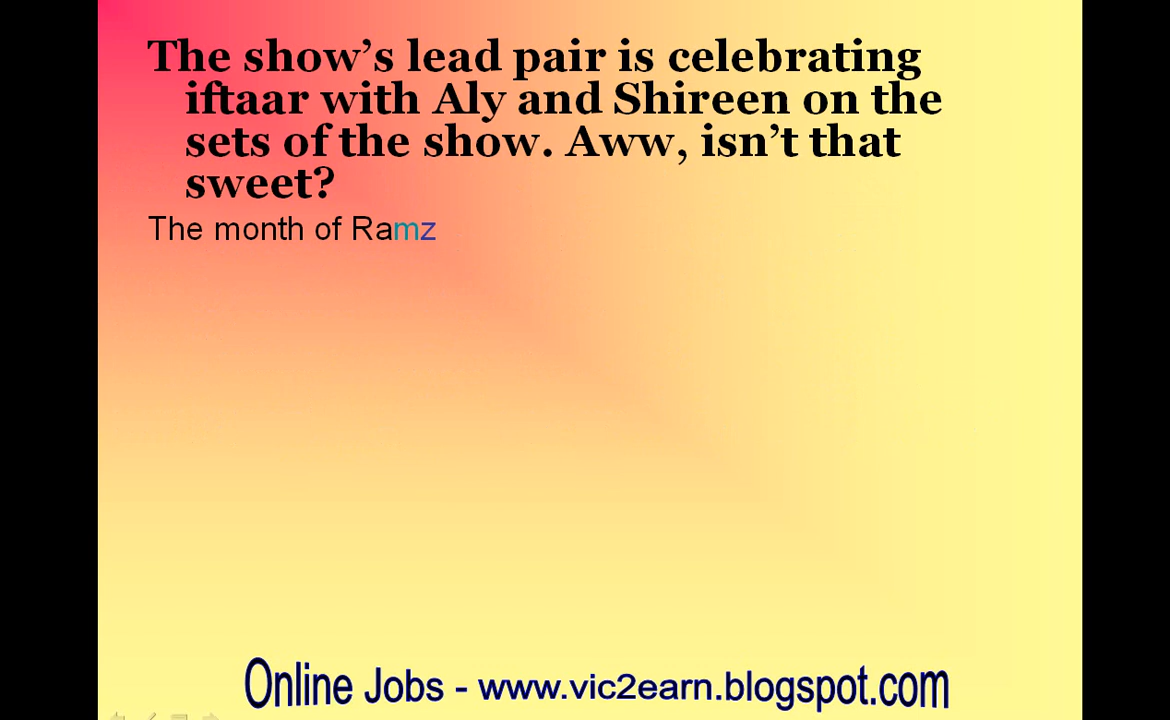 The show’s lead pair is celebrating
iftaar with Aly and Shireen on the
sets of the show. Aww, isn’t that
sweet?
The month of Ramz
Online Jobs - www.vic2earn.blogspot.com